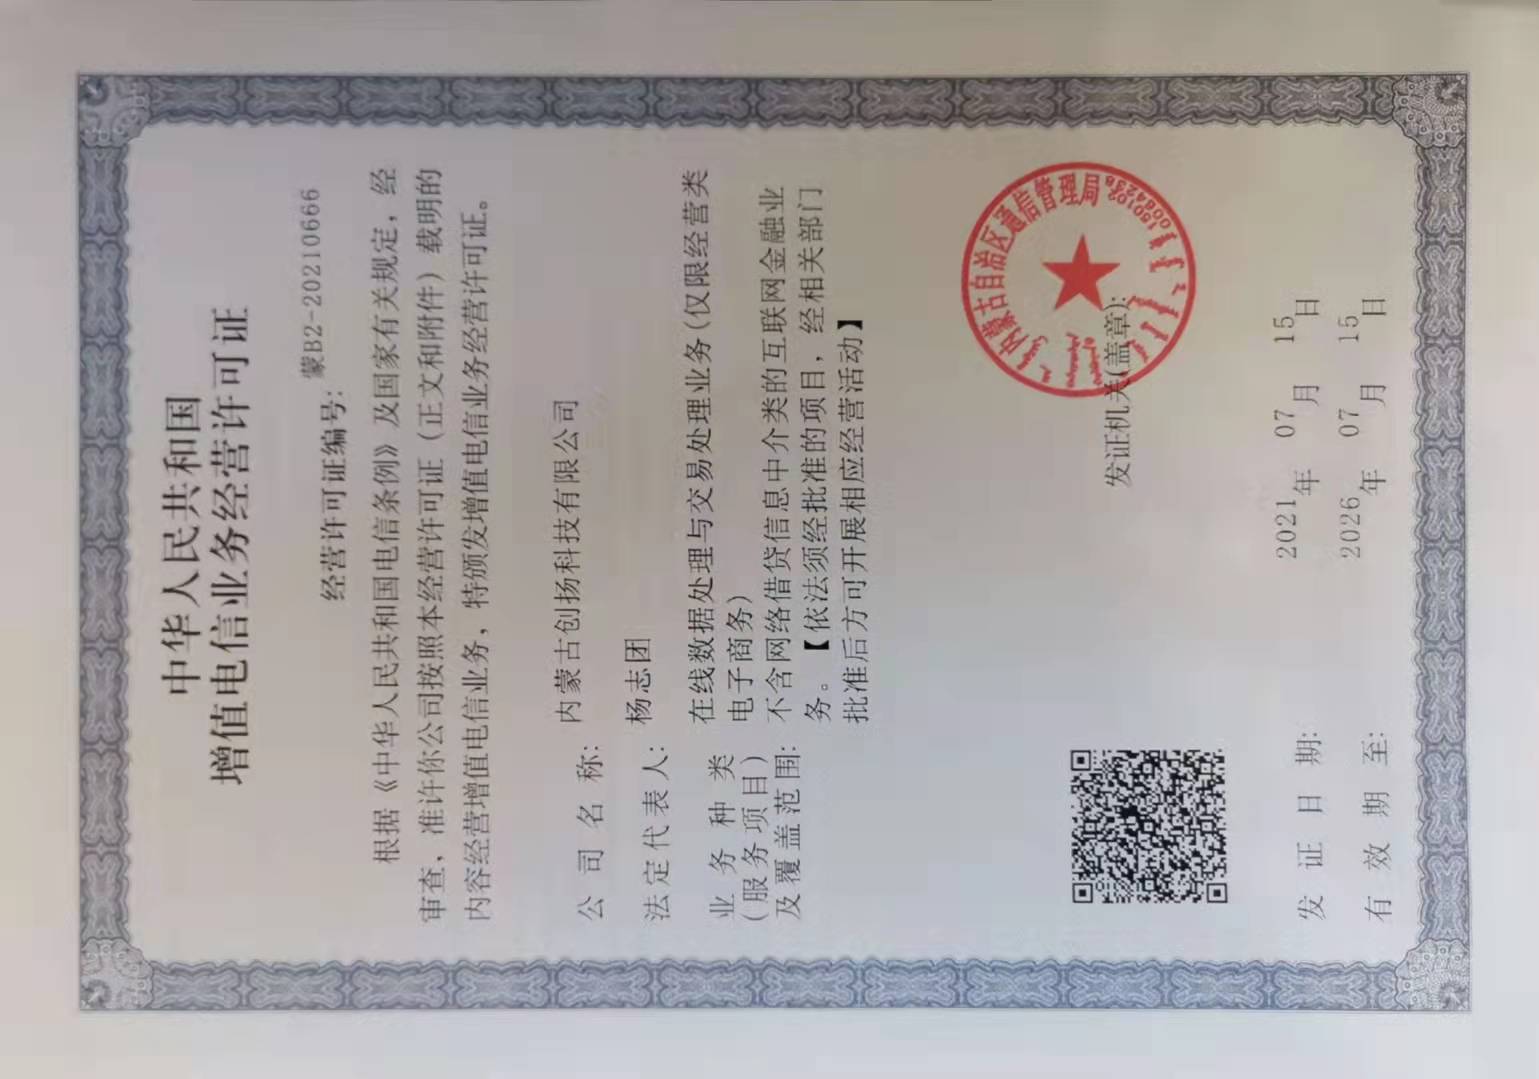 中华人民共和国
增值电信业务经营许可证
经营许可证编号: 蒙B2-20210666
根据《中华人民共和国电信条例》及国家有关规定，经
审查，准许你公司按照本经营许可证（正文和附件）载明的
内容经营增值电信业务，特颁发增值电信业务经营许可证。
公司名称: 内蒙古创扬科技有限公司
法定代表人: 杨志团
业务种类
(服务项目)
及覆盖范围:
在线数据处理与交易处理业务(仅限经营类
电子商务)
不含网络借贷信息中介类的互联网金融业
务。【依法须经批准的项目，经相关部门
批准后方可开展相应经营活动】
内蒙古自治区通信管理局
发证机关(盖章):
发证日期: 2021年07月15日
有效期至: 2026年07月15日